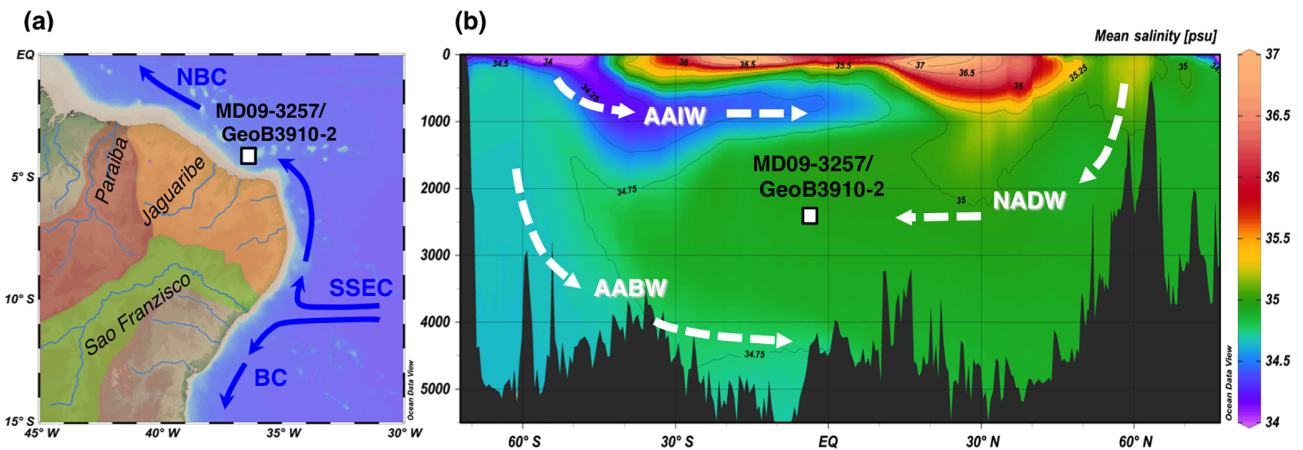 (a)
(b)
Mean salinity [psu]
EQ
5° S
10° S
15° S
45° W
40° W
35° W
30° W
NBC
MD09-3257/
GeoB3910-2
Paraiba
Jaguaribe
Sao Franzisco
SSEC
BC
Ocean Data View
0
1000
2000
3000
4000
5000
34.5
34
36
36.5
35.5
37
36.5
36
35.25
35
34.25
AAIW
34.75
MD09-3257/
GeoB3910-2
35
NADW
AABW
34.75
60° S
30° S
EQ
30° N
60° N
Ocean Data View
37
36.5
36
35.5
35
34.5
34